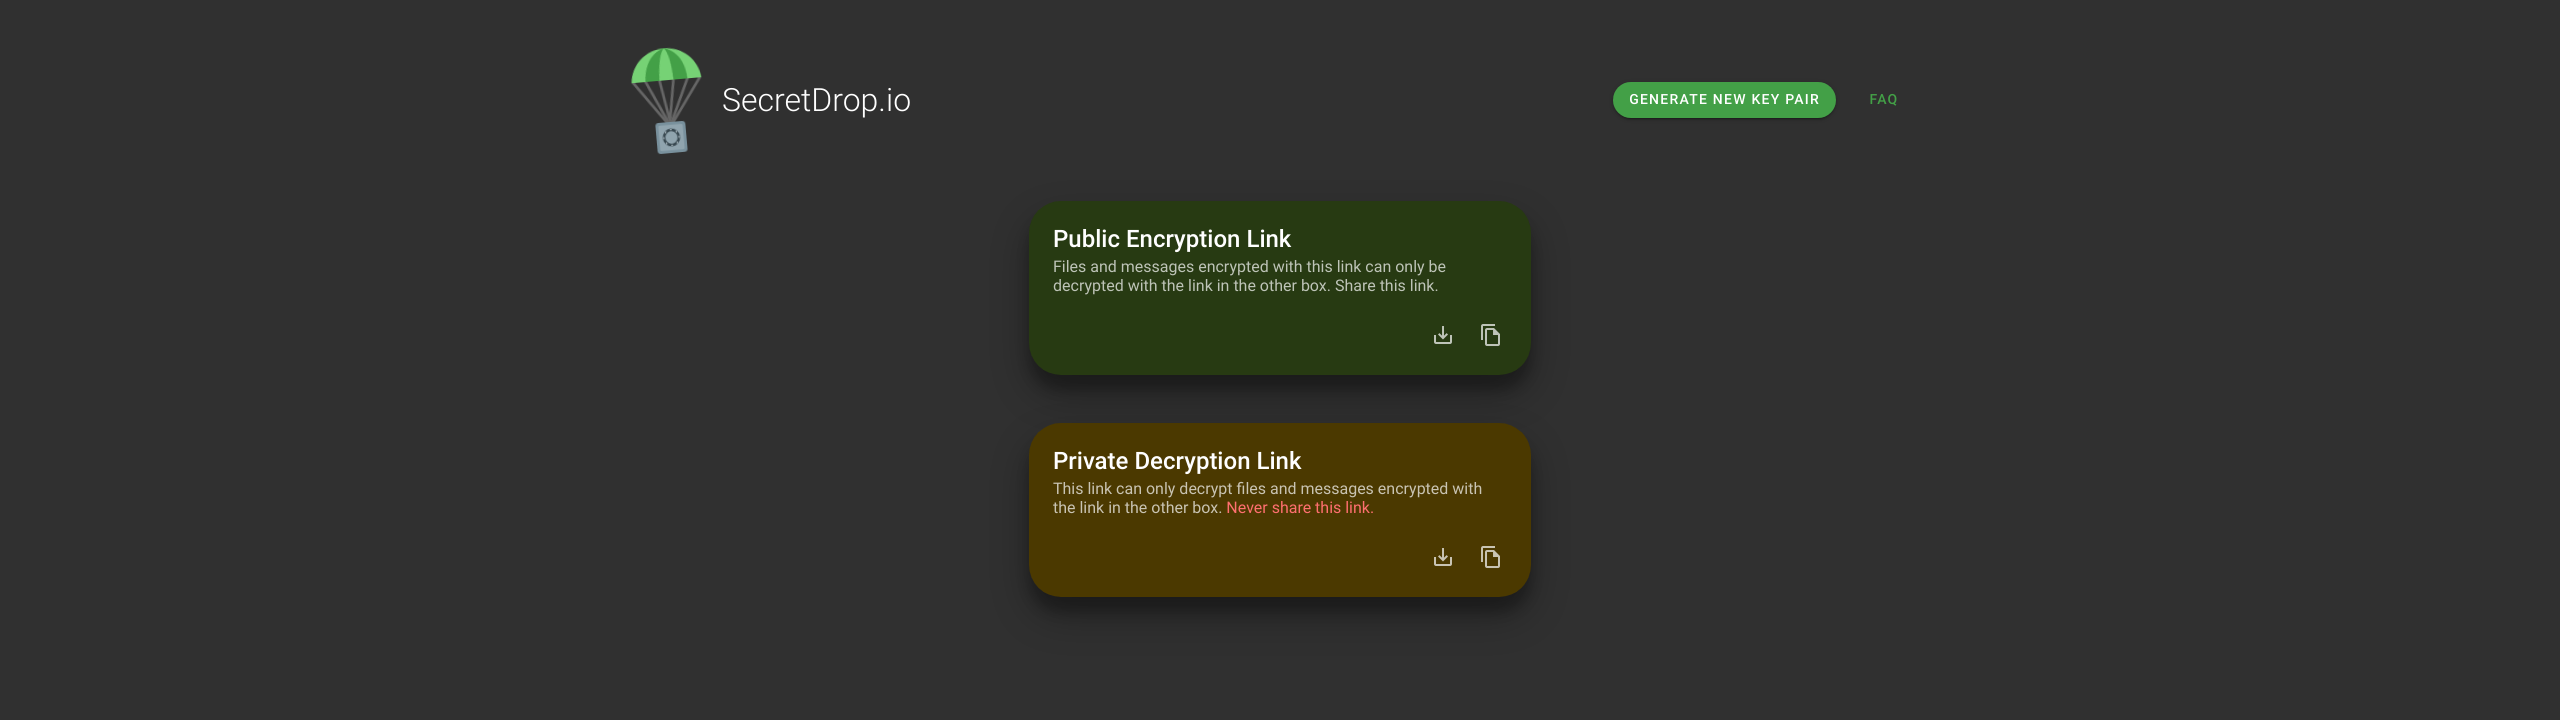 SecretDrop.io
GENERATE NEW KEY PAIR
FAQ
Public Encryption Link
Files and messages encrypted with this link can only be
decrypted with the link in the other box. Share this link.
Private Decryption Link
This link can only decrypt files and messages encrypted with
the link in the other box. Never share this link.